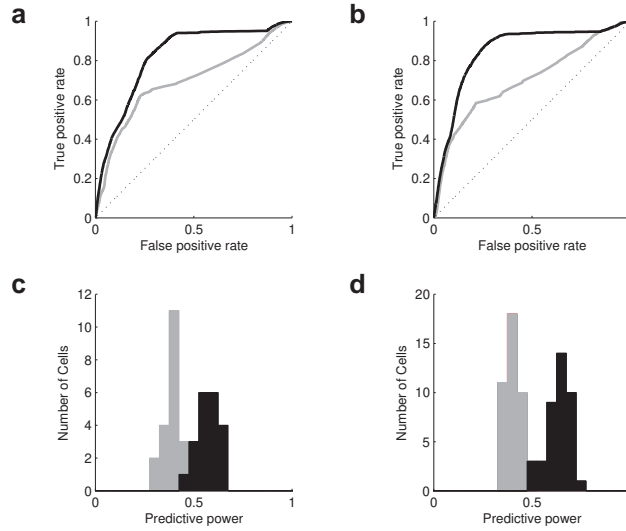 a
1
0.8
0.6
0.4
0.2
0
0
0.5
1
True positive rate
False positive rate
b
1
0.8
0.6
0.4
0.2
0
0
0.5
True positive rate
False positive rate
c
12
10
8
6
4
2
0
0
0.5
1
Number of Cells
Predictive power
d
20
15
10
5
0
0
0.5
Number of Cells
Predictive power